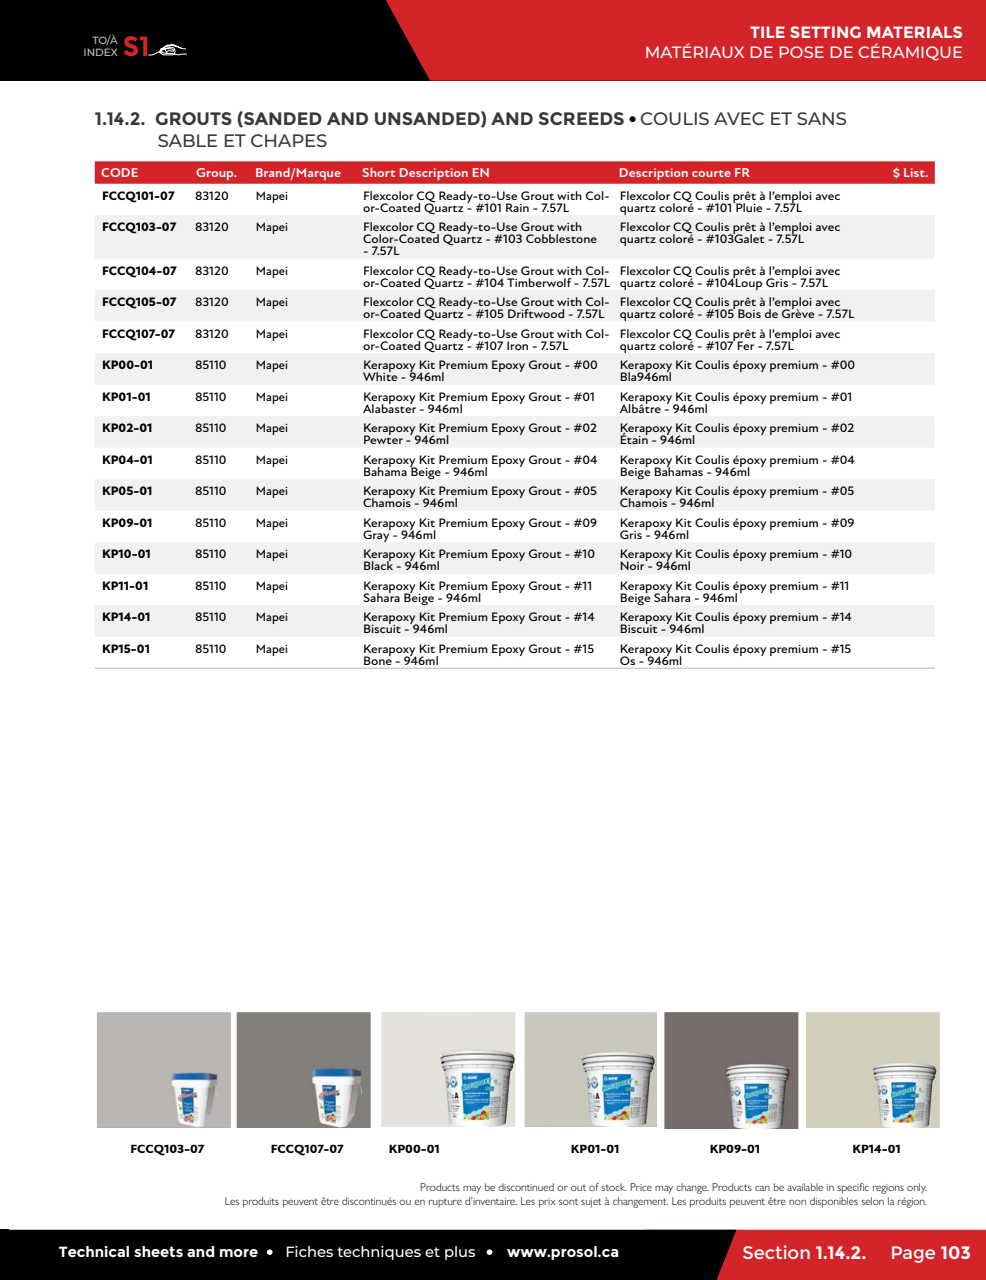 TO/À
INDEX S1
TILE SETTING MATERIALS
MATÉRIAUX DE POSE DE CÉRAMIQUE
1.14.2. GROUTS (SANDED AND UNSANDED) AND SCREEDS • COULIS AVEC ET SANS
SABLE ET CHAPES
CODE Group. Brand/Marque Short Description EN Description courte FR $ List.
FCCQ101-07 83120 Mapei Flexcolor CQ Ready-to-Use Grout with Col- Flexcolor CQ Coulis prêt à l'emploi avec
or-Coated Quartz - #101 Rain - 7.57L quartz coloré - #101 Pluie - 7.57L
FCCQ103-07 83120 Mapei Flexcolor CQ Ready-to-Use Grout with Flexcolor CQ Coulis prêt à l'emploi avec
Color-Coated Quartz - #103 Cobblestone quartz coloré - #103Galet - 7.57L
- 7.57L
FCCQ104-07 83120 Mapei Flexcolor CQ Ready-to-Use Grout with Col- Flexcolor CQ Coulis prêt à l'emploi avec
or-Coated Quartz - #104 Timberwolf - 7.57L quartz coloré - #104Loup Gris - 7.57L
FCCQ105-07 83120 Mapei Flexcolor CQ Ready-to-Use Grout with Col- Flexcolor CQ Coulis prêt à l'emploi avec
or-Coated Quartz - #105 Driftwood - 7.57L quartz coloré - #105 Bois de Grève - 7.57L
FCCQ107-07 83120 Mapei Flexcolor CQ Ready-to-Use Grout with Col- Flexcolor CQ Coulis prêt à l'emploi avec
or-Coated Quartz - #107 Iron - 7.57L quartz coloré - #107 Fer - 7.57L
KP00-01 85110 Mapei Kerapoxy Kit Premium Epoxy Grout - #00 Kerapoxy Kit Coulis époxy premium - #00
White - 946ml Bla946ml
KP01-01 85110 Mapei Kerapoxy Kit Premium Epoxy Grout - #01 Kerapoxy Kit Coulis époxy premium - #01
Alabaster - 946ml Albâtre - 946ml
KP02-01 85110 Mapei Kerapoxy Kit Premium Epoxy Grout - #02 Kerapoxy Kit Coulis époxy premium - #02
Pewter - 946ml Étain - 946ml
KP04-01 85110 Mapei Kerapoxy Kit Premium Epoxy Grout - #04 Kerapoxy Kit Coulis époxy premium - #04
Bahama Beige - 946ml Beige Bahamas - 946ml
KP05-01 85110 Mapei Kerapoxy Kit Premium Epoxy Grout - #05 Kerapoxy Kit Coulis époxy premium - #05
Chamois - 946ml Chamois - 946ml
KP09-01 85110 Mapei Kerapoxy Kit Premium Epoxy Grout - #09 Kerapoxy Kit Coulis époxy premium - #09
Gray - 946ml Gris - 946ml
KP10-01 85110 Mapei Kerapoxy Kit Premium Epoxy Grout - #10 Kerapoxy Kit Coulis époxy premium - #10
Black - 946ml Noir - 946ml
KP11-01 85110 Mapei Kerapoxy Kit Premium Epoxy Grout - #11 Kerapoxy Kit Coulis époxy premium - #11
Sahara Beige - 946ml Beige Sahara - 946ml
KP14-01 85110 Mapei Kerapoxy Kit Premium Epoxy Grout - #14 Kerapoxy Kit Coulis époxy premium - #14
Biscuit - 946ml Biscuit - 946ml
KP15-01 85110 Mapei Kerapoxy Kit Premium Epoxy Grout - #15 Kerapoxy Kit Coulis époxy premium - #15
Bone - 946ml Os - 946ml
FCCQ103-07 FCCQ107-07 KP00-01 KP01-01 KP09-01 KP14-01
Products may be discontinued or out of stock. Price may change. Products can be available in specific regions only.
Les produits peuvent être discontinués ou en rupture d'inventaire. Les prix sont sujet à changement. Les produits peuvent être non disponibles selon la région.
Technical sheets and more • Fiches techniques et plus • www.prosol.ca
Section 1.14.2. Page 103